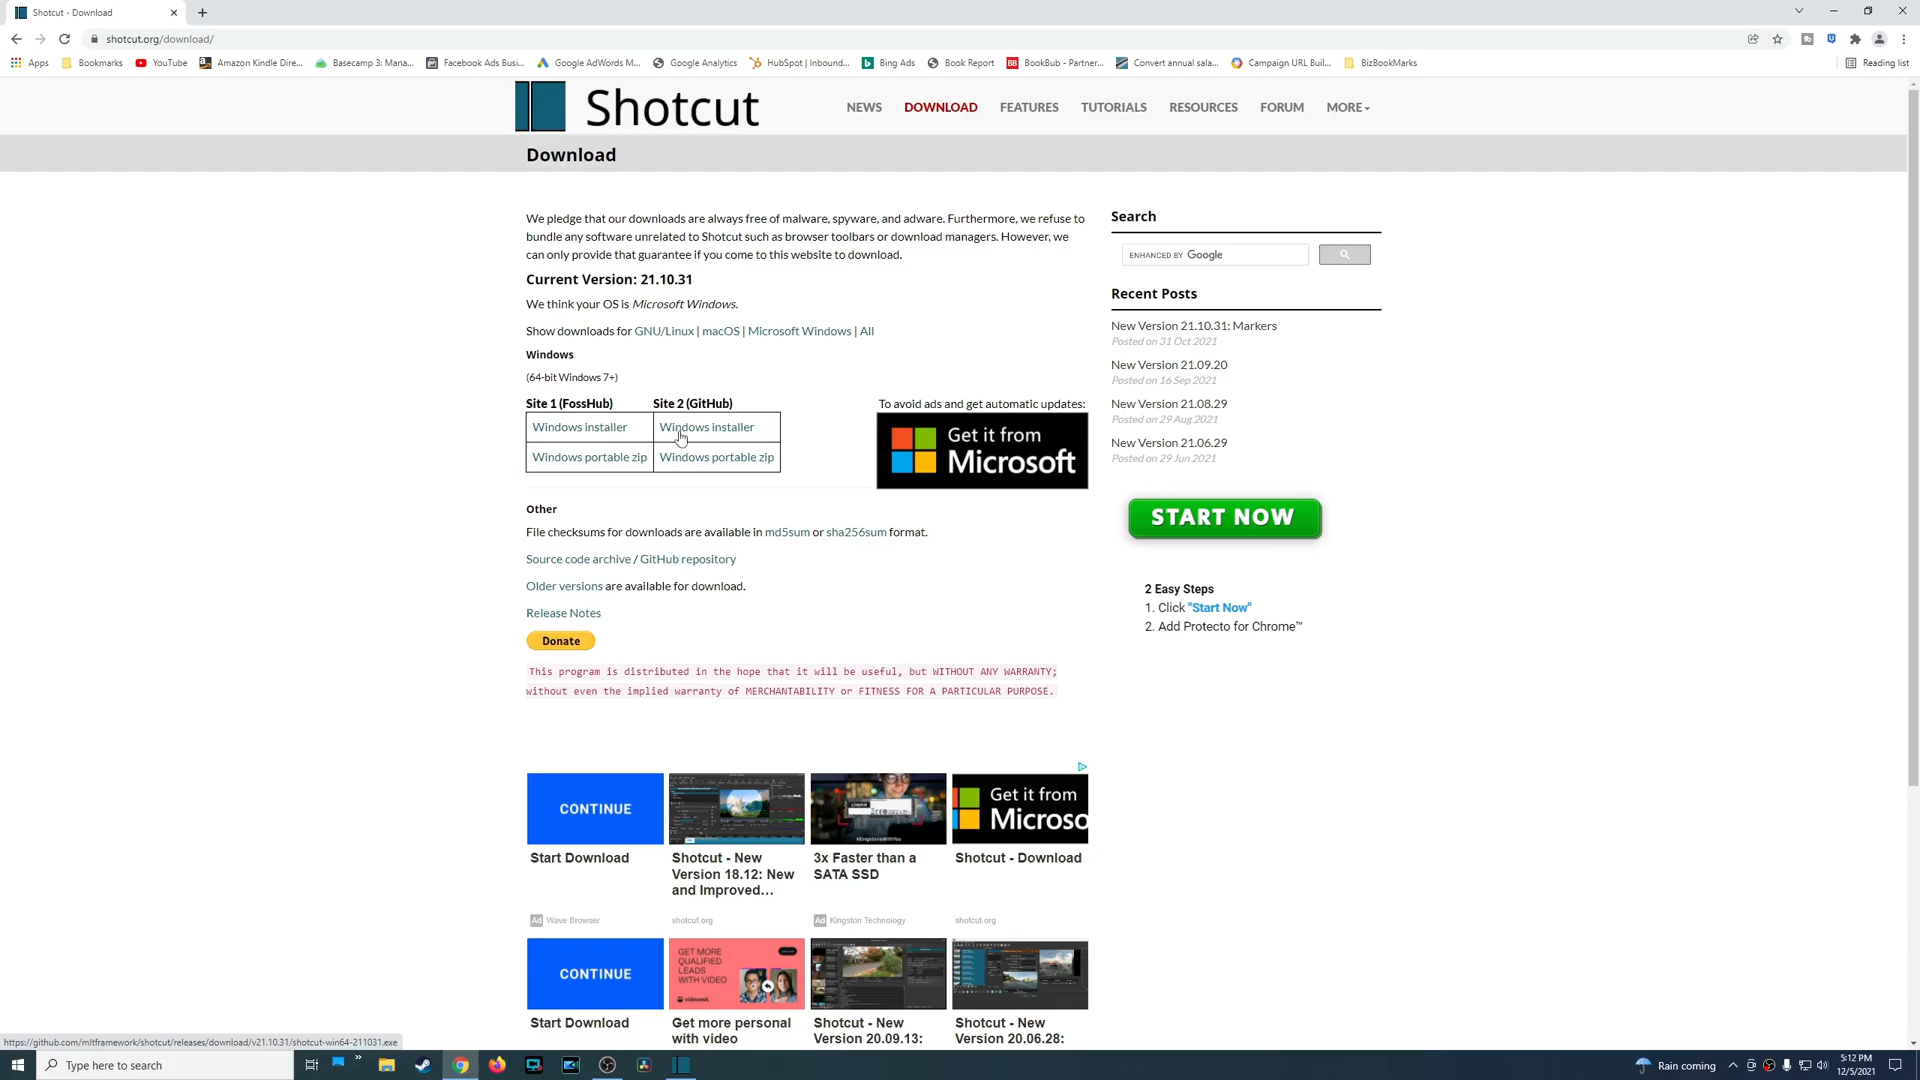 Shotcut - Download
shotcut.org/download/
Apps
Bookmarks
YouTube
Amazon Kindle Dire...
Basecamp 3: Mana...
Facebook Ads Busi...
Google AdWords M...
Google Analytics
HubSpot | Inbound...
Bing Ads
Book Report
BookBub - Partner...
Convert annual sala...
Campaign URL Buil...
BizBookMarks
Reading list
Shotcut
NEWS
DOWNLOAD
FEATURES
TUTORIALS
RESOURCES
FORUM
MORE
Download
We pledge that our downloads are always free of malware, spyware, and adware. Furthermore, we refuse to
bundle any software unrelated to Shotcut such as browser toolbars or download managers. However, we
can only provide that guarantee if you come to this website to download.
Current Version: 21.10.31
We think your OS is Microsoft Windows.
Show downloads for GNU/Linux | macOS | Microsoft Windows | All
Windows
(64-bit Windows 7+)
Site 1 (FossHub) Site 2 (GitHub)
Windows installer Windows installer
Windows portable zip Windows portable zip
To avoid ads and get automatic updates:
Get it from
Microsoft
Other
File checksums for downloads are available in md5sum or sha256sum format.
Source code archive / GitHub repository
Older versions are available for download.
Release Notes
Donate
This program is distributed in the hope that it will be useful, but WITHOUT ANY WARRANTY;
without even the implied warranty of MERCHANTABILITY or FITNESS FOR A PARTICULAR PURPOSE.
Search
ENHANCED BY Google
Recent Posts
New Version 21.10.31: Markers
Posted on 31 Oct 2021
New Version 21.09.20
Posted on 16 Sep 2021
New Version 21.08.29
Posted on 29 Aug 2021
New Version 21.06.29
Posted on 29 Jun 2021
START NOW
2 Easy Steps
1. Click "Start Now"
2. Add Protecto for Chrome™
CONTINUE
Start Download
Ad Wave Browser
Shotcut - New
Version 18.12: New
and Improved...
shotcut.org
3x Faster than a
SATA SSD
Ad Kingston Technology
Get it from
Microso
Shotcut - Download
shotcut.org
CONTINUE
Start Download
GET MORE
QUALIFIED
LEADS
WITH VIDEO
videoask
Get more personal
with video
Shotcut - New
Version 20.09.13:
Shotcut - New
Version 20.06.28:
https://github.com/mltframework/shotcut/releases/download/v21.10.31/shotcut-win64-211031.exe
Type here to search
Rain coming
5:12 PM
12/5/2021